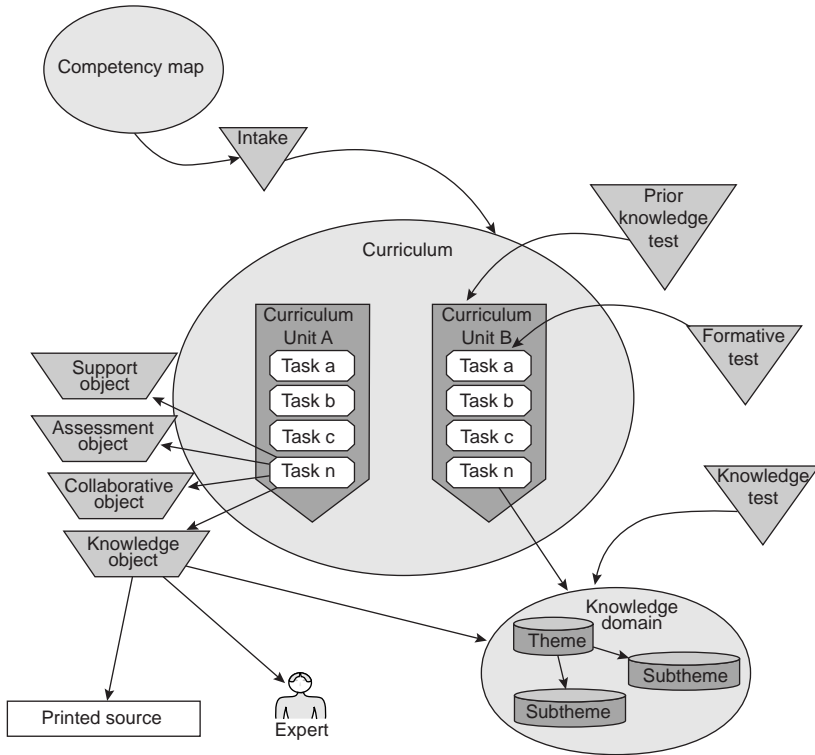 Competency map
Intake
Prior
knowledge
test
Curriculum
Curriculum
Unit A
Task a
Task b
Task c
Task n
Curriculum
Unit B
Task a
Task b
Task c
Task n
Formative
test
Support
object
Assessment
object
Collaborative
object
Knowledge
object
Knowledge
test
Knowledge
domain
Theme
Subtheme
Subtheme
Printed source
Expert